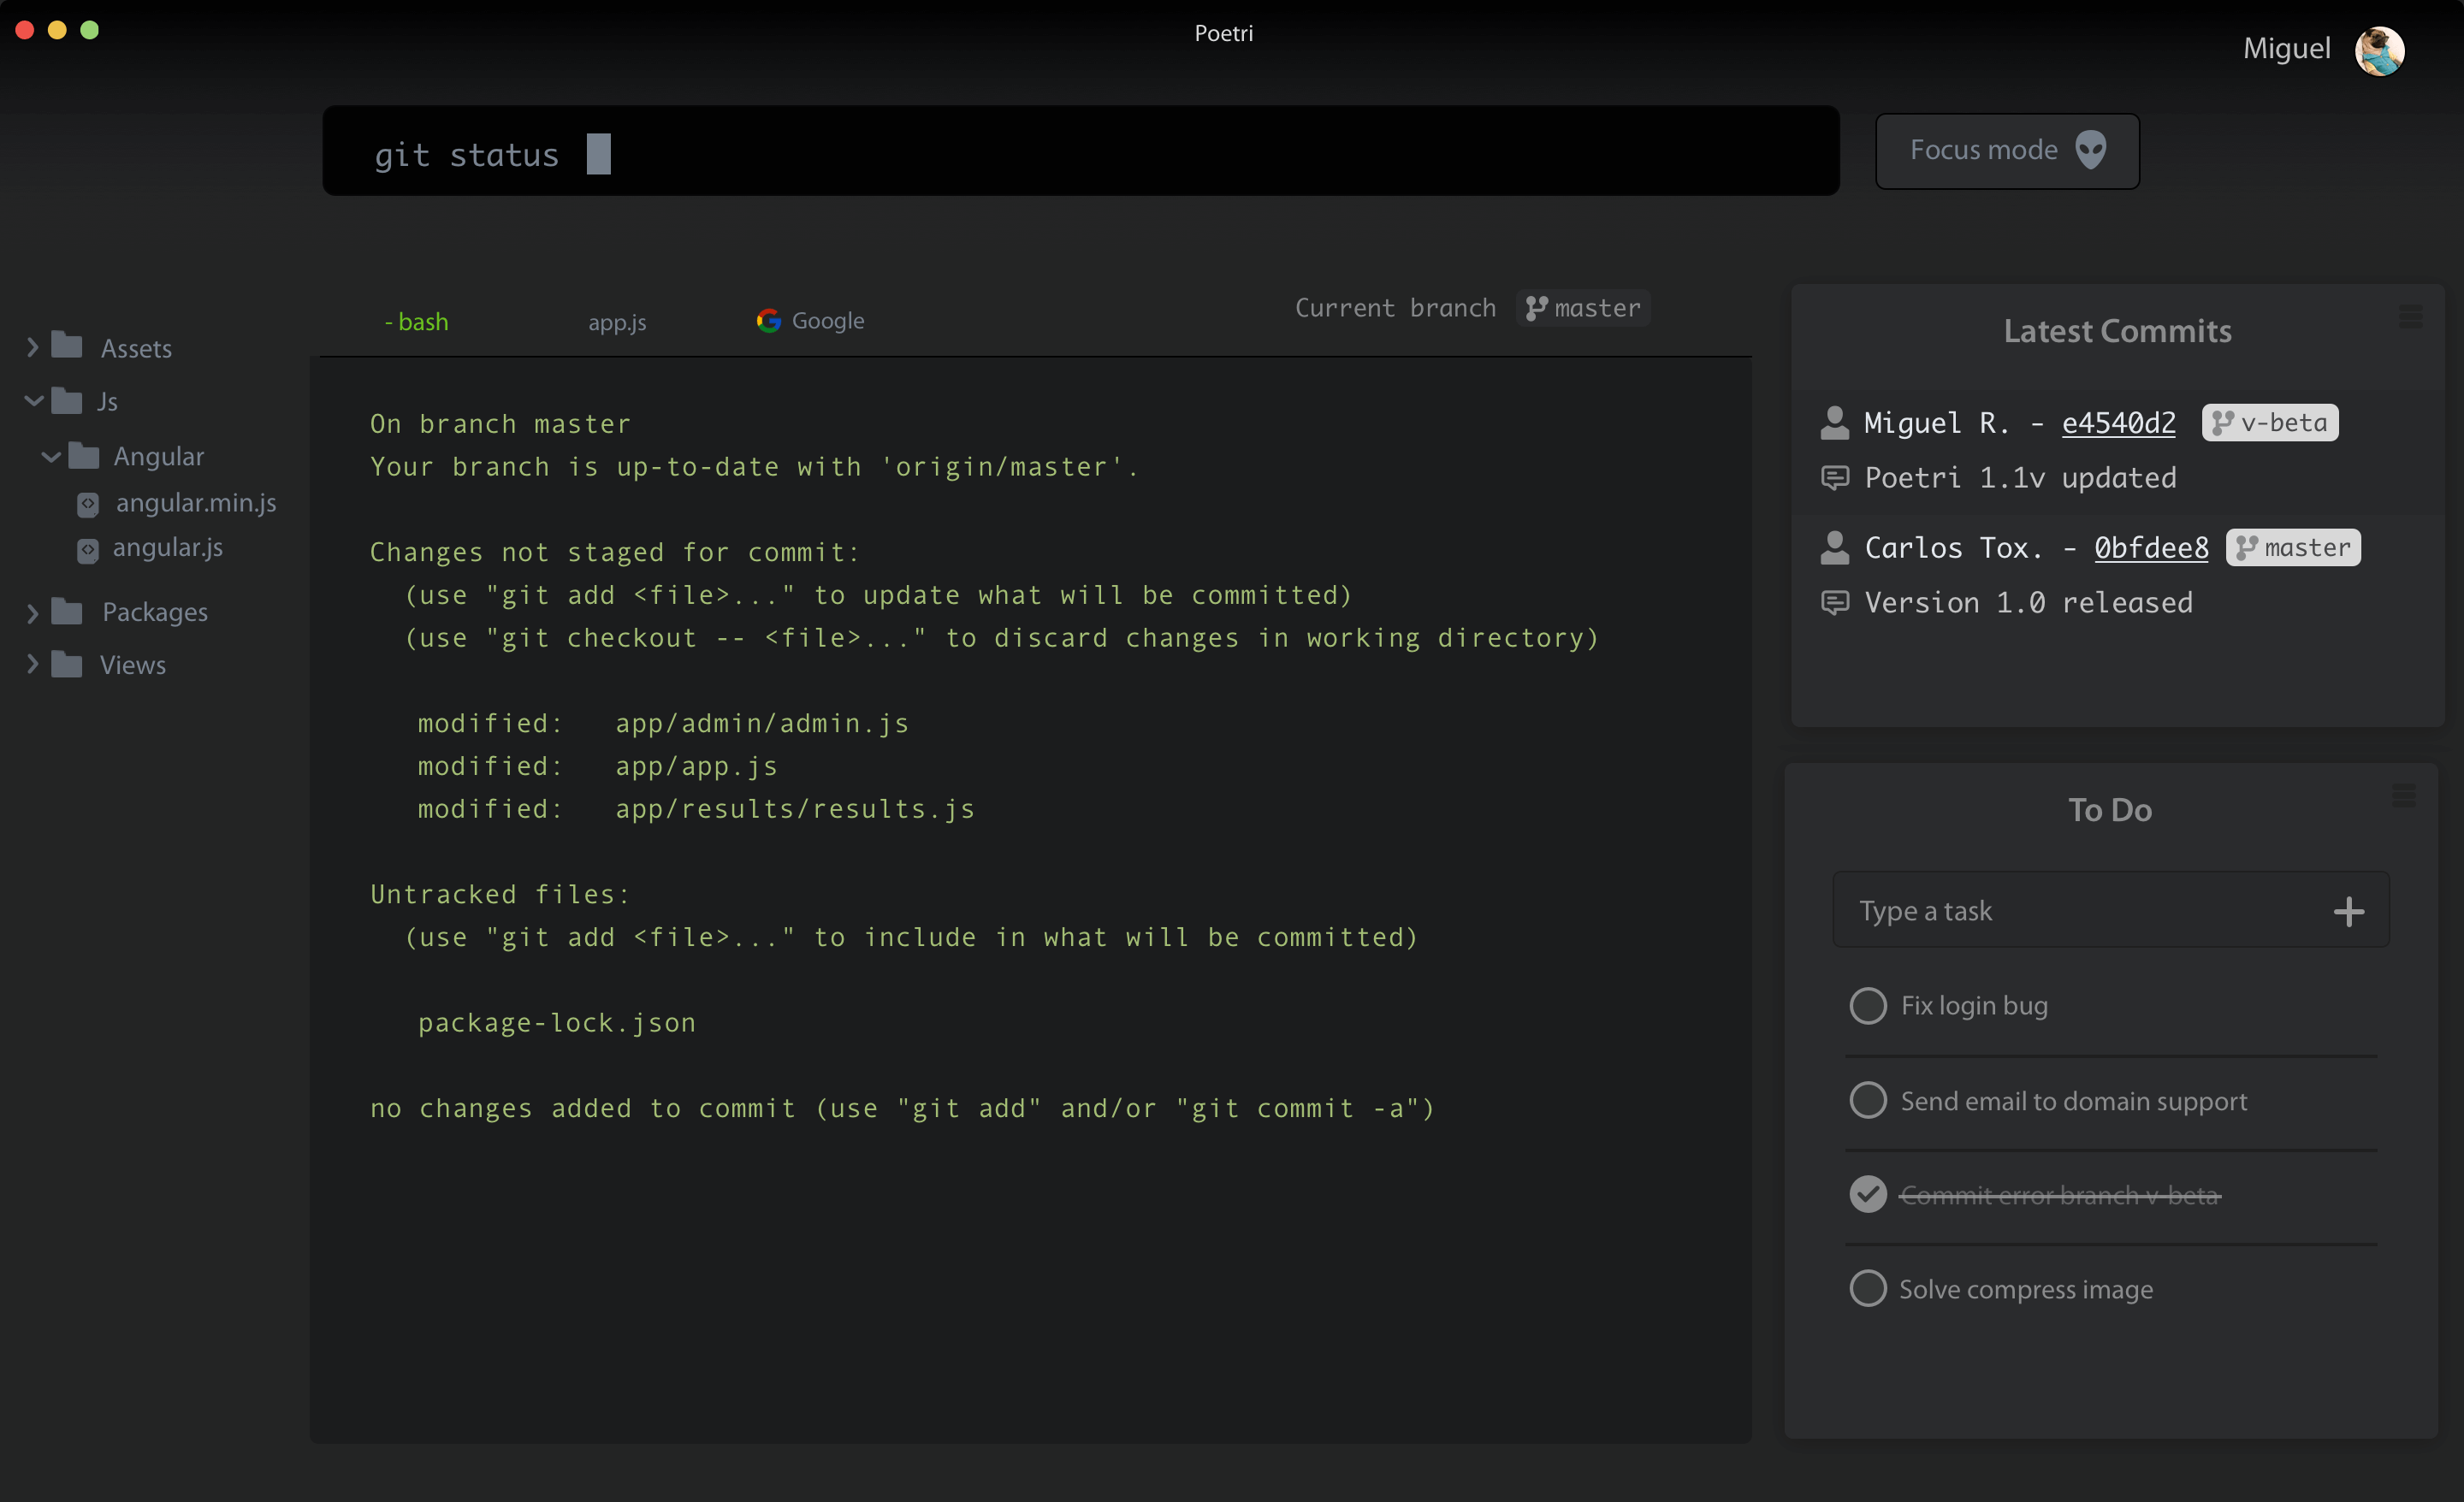 Poetri
Miguel
git status
Focus mode
- bash
app.js
Google
Current branch master
Assets
Js
Angular
angular.min.js
angular.js
Packages
Views
On branch master
Your branch is up-to-date with 'origin/master'.
Changes not staged for commit:
(use "git add <file>..." to update what will be committed)
(use "git checkout -- <file>..." to discard changes in working directory)
modified: app/admin/admin.js
modified: app/app.js
modified: app/results/results.js
Untracked files:
(use "git add <file>..." to include in what will be committed)
package-lock.json
no changes added to commit (use "git add" and/or "git commit -a")
Latest Commits
Miguel R. - e4540d2 v-beta
Poetri 1.1v updated
Carlos Tox. - 0bfdee8 master
Version 1.0 released
To Do
Type a task
Fix login bug
Send email to domain support
Commit error branch v-beta
Solve compress image